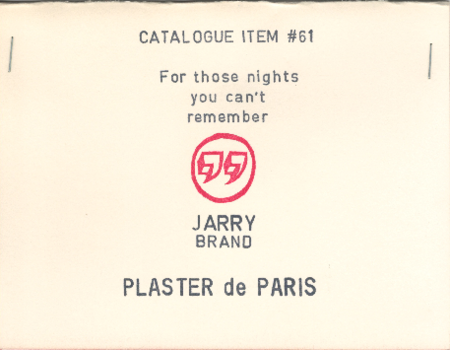 CATALOGUE ITEM #61
For those nights
you can't
remember
JARRY
BRAND
PLASTER de PARIS